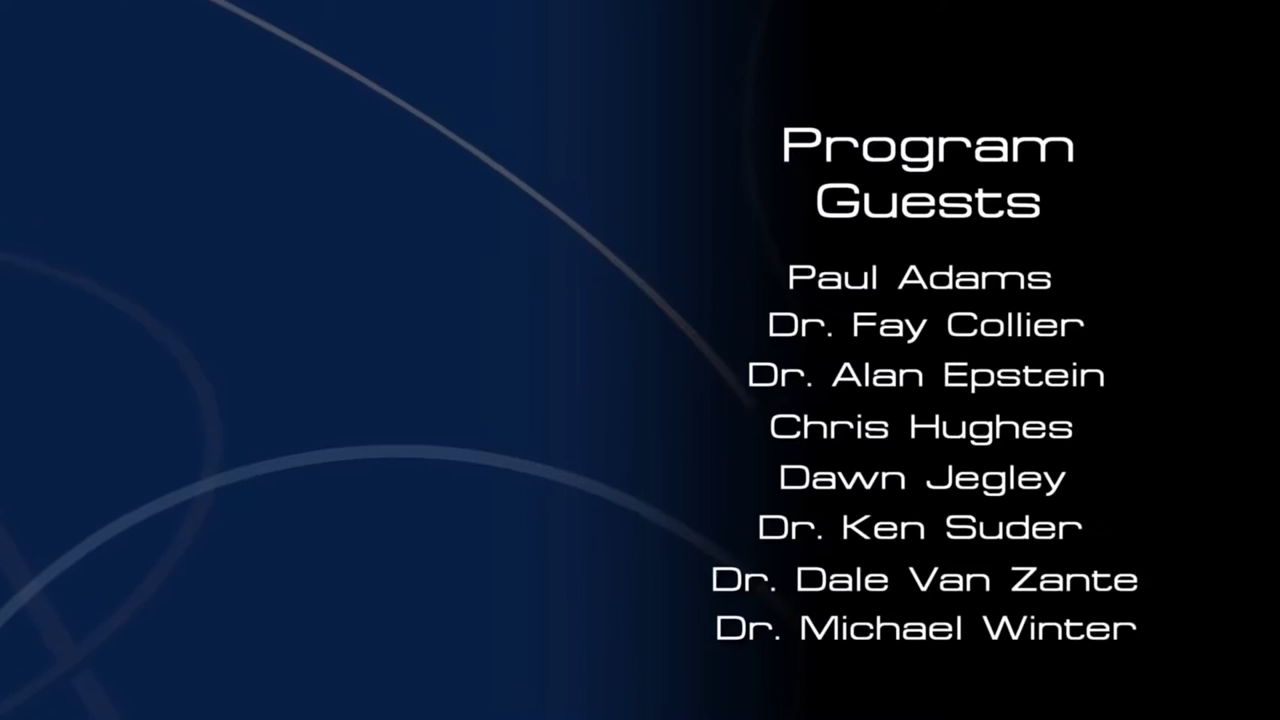 Program
Guests
Paul Adams
Dr. Fay Collier
Dr. Alan Epstein
Chris Hughes
Dawn Jegley
Dr. Ken Suder
Dr. Dale Van Zante
Dr. Michael Winter